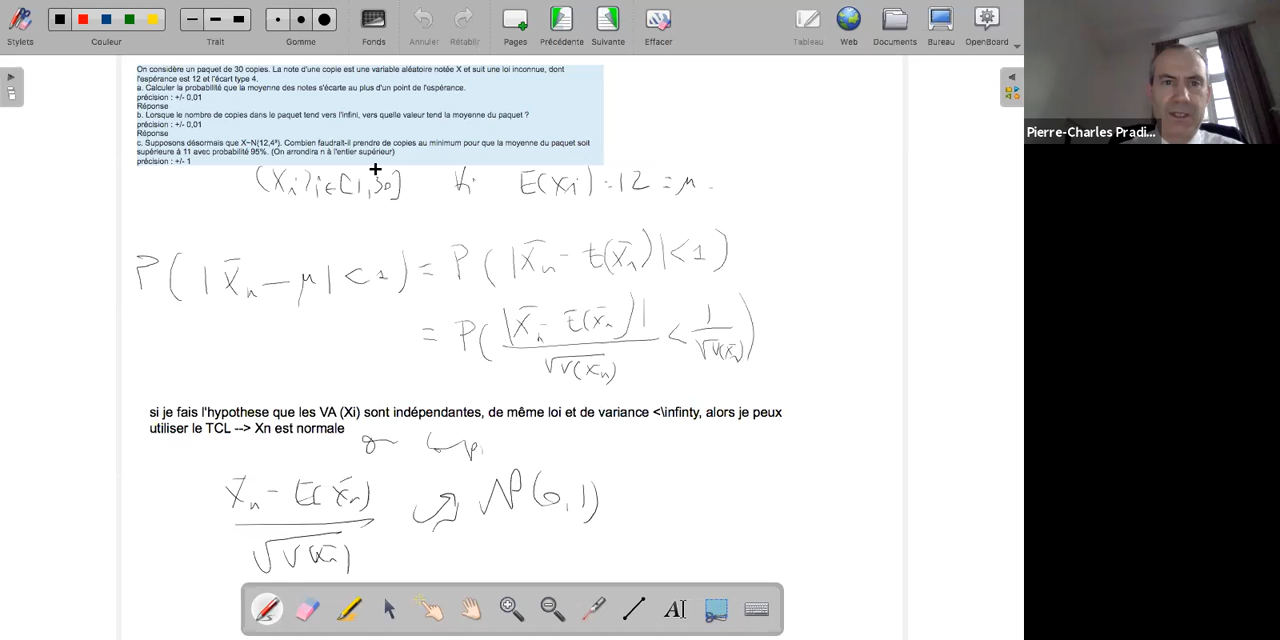 Stylets Couleur Trait Gomme Fonds Annuler Rétablir Pages Précédente Suivante Effacer Tableau Web Documents Bureau OpenBoard
On considère un paquet de 30 copies. La note d'une copie est une variable aléatoire notée X et suit une loi inconnue, dont
l'espérance est 12 et l'écart type 4.
a. Calculer la probabilité que la moyenne des notes s'écarte au plus d'un point de l'espérance.
précision : +/- 0,01
Réponse
b. Lorsque le nombre de copies dans le paquet tend vers l'infini, vers quelle valeur tend la moyenne du paquet ?
précision : +/- 0,01
Réponse
c. Supposons désormais que X~N(12,4²). Combien faudrait-il prendre de copies au minimum pour que la moyenne du paquet soit
supérieure à 11 avec probabilité 95%. (On arrondira n à l'entier supérieur)
précision : +/- 1
Pierre-Charles Pradi...
(Xi) i∈[1,30] ∀i E(Xi) = 12 = μ.
P(|X̄n - μ| < 1) = P(|X̄n - E(X̄n)| < 1)
= P(|X̄n - E(X̄n)| / √V(X̄n) < 1 / √V(X̄n))
si je fais l'hypothese que les VA (Xi) sont indépendantes, de même loi et de variance <\infinty, alors je peux
utiliser le TCL --> Xn est normale
X̄n - E(X̄n)
√V(X̄n)
N(0,1)